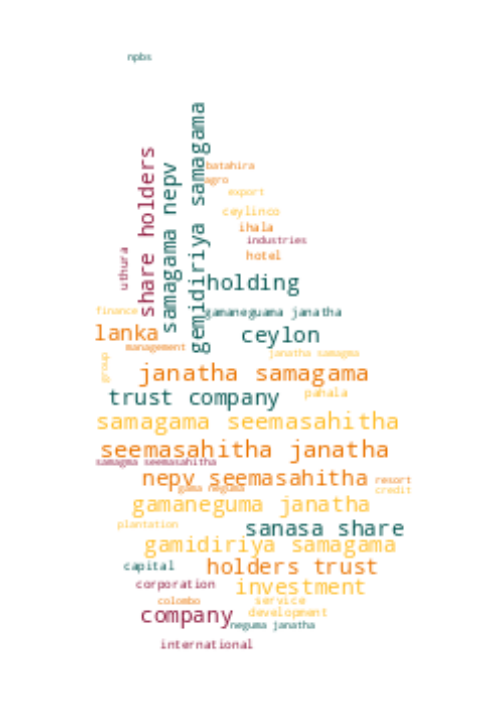 npbs
gemidiriya samagama
share holders
samagama nepv
batahira
agro
export
ceylinco
ihala
industries
uthura
hotel
holding
finance
gamaneguama janatha
lanka
ceylon
management
janatha samagma
group
janatha samagama
pahala
trust company
samagama seemasahitha
seemasahitha janatha
samagma seemasahitha
nepv seemasahitha
resort
gama neguma
credit
gamaneguma janatha
plantation
sanasa share
gamidiriya samagama
capital
holders trust
corporation
investment
colombo
service
development
company
neguma janatha
international